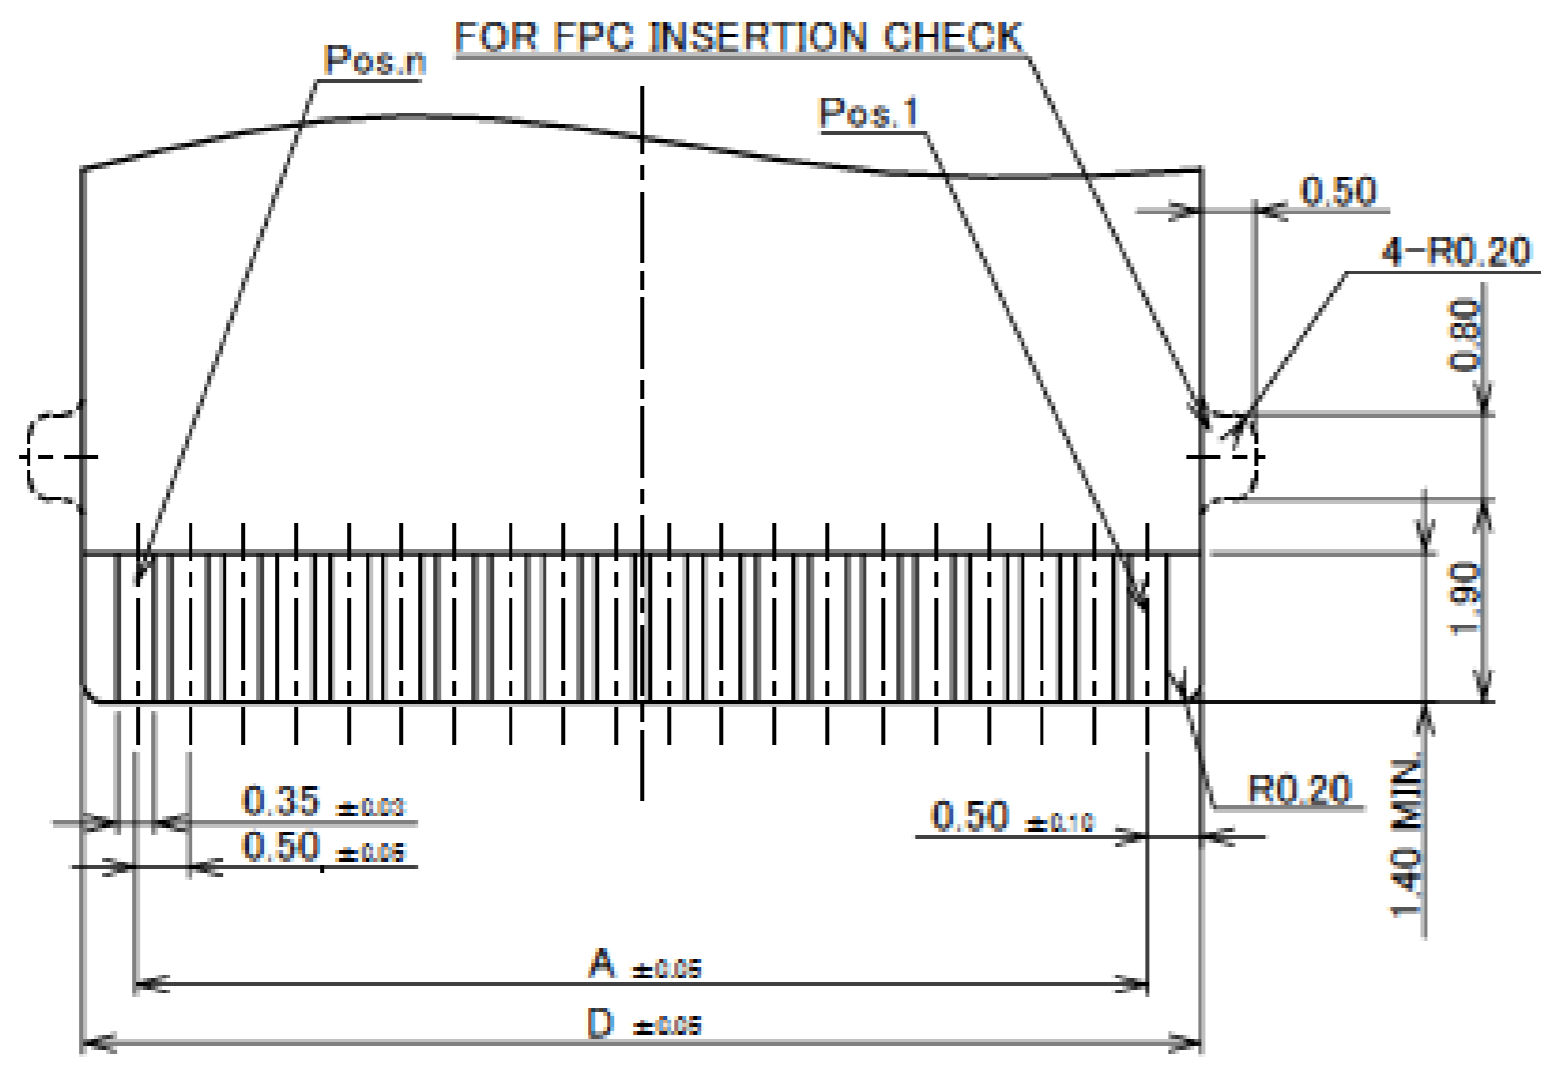 FOR FPC INSERTION CHECK
Pos.n
Pos.1
0.50
4-R0.20
0.80
1.90
1.40 MIN.
R0.20
0.35 ±0.03
0.50 ±0.10
0.50 ±0.05
A ±0.05
D ±0.05